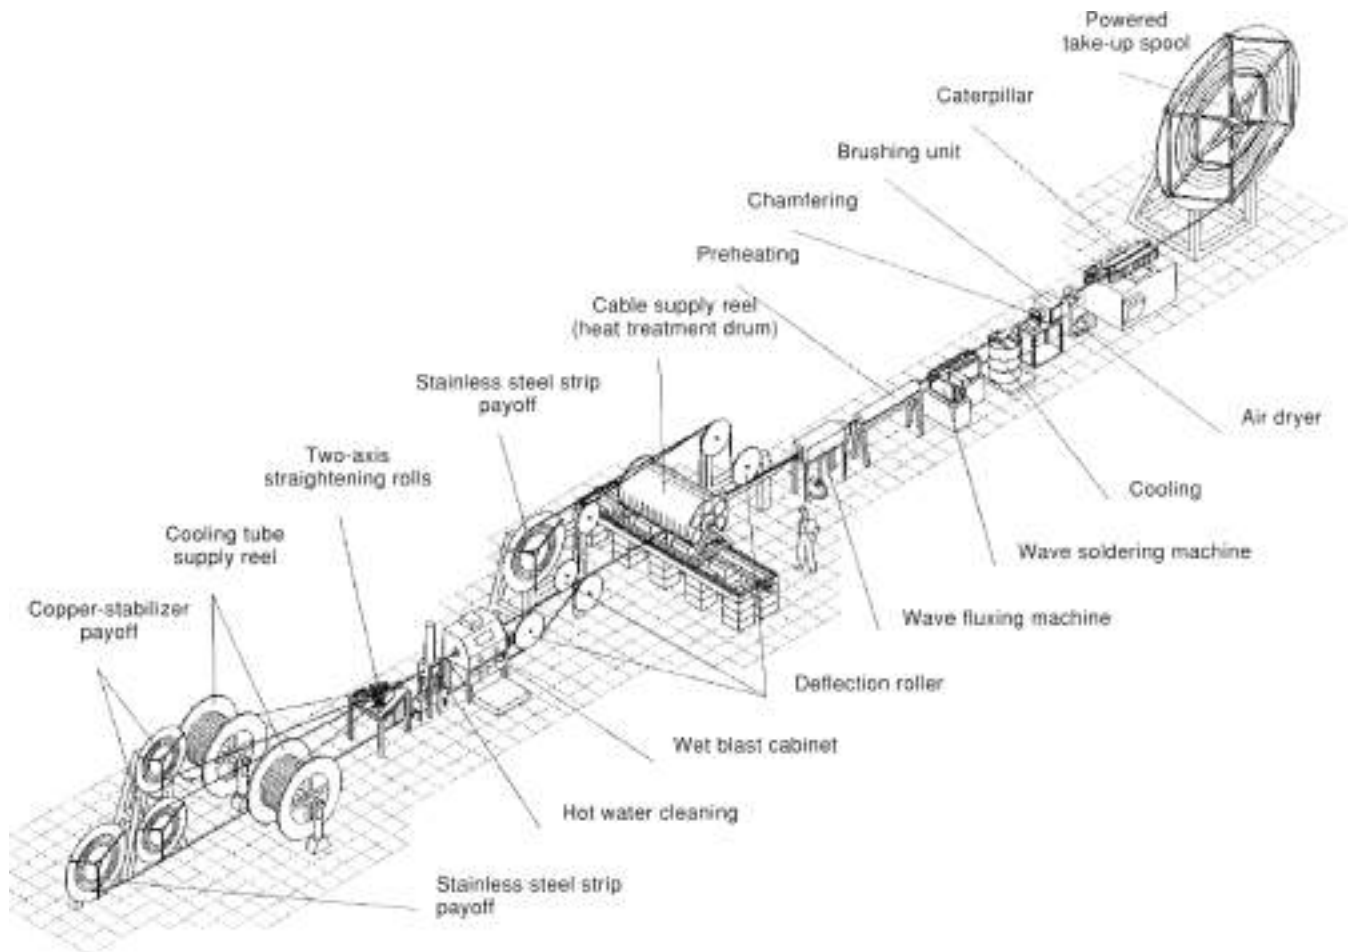 Powered
take-up spool
Caterpillar
Brushing unit
Chamfering
Preheating
Cable supply reel
(heat treatment drum)
Stainless steel strip
payoff
Two-axis
straightening rolls
Cooling tube
supply reel
Copper-stabilizer
payoff
Air dryer
Cooling
Wave soldering machine
Wave fluxing machine
Deflection roller
Wet blast cabinet
Hot water cleaning
Stainless steel strip
payoff